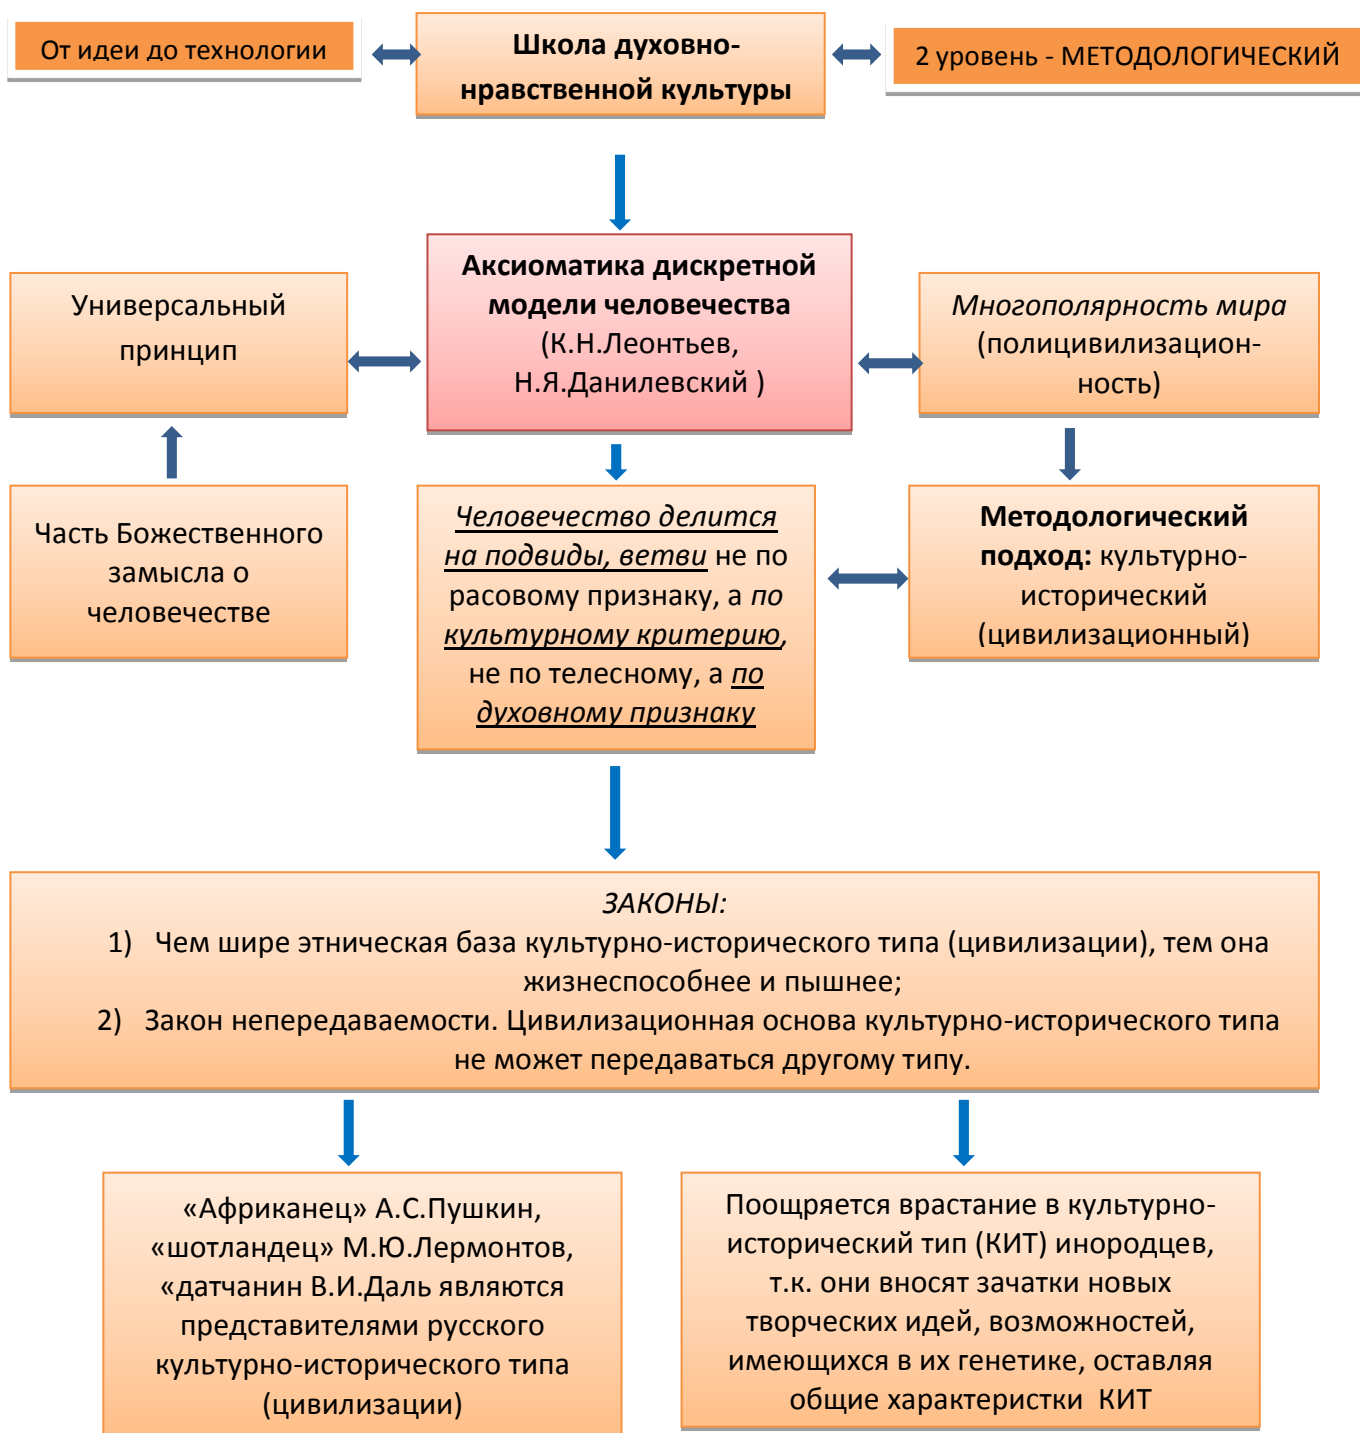 От идеи до технологии
Школа духовно-
нравственной культуры
2 уровень - МЕТОДОЛОГИЧЕСКИЙ
Универсальный
принцип
Аксиоматика дискретной
модели человечества
(К.Н.Леонтьев,
Н.Я.Данилевский )
Многополярность мира
(полицивилизацион-
ность)
Часть Божественного
замысла о
человечестве
Человечество делится
на подвиды, ветви не по
расовому признаку, а по
культурному критерию,
не по телесному, а по
духовному признаку
Методологический
подход: культурно-
исторический
(цивилизационный)
ЗАКОНЫ:
1) Чем шире этническая база культурно-исторического типа (цивилизации), тем она
жизнеспособнее и пышнее;
2) Закон непередаваемости. Цивилизационная основа культурно-исторического типа
не может передаваться другому типу.
«Африканец» А.С.Пушкин,
«шотландец» М.Ю.Лермонтов,
«датчанин В.И.Даль являются
представителями русского
культурно-исторического типа
(цивилизации)
Поощряется врастание в культурно-
исторический тип (КИТ) инородцев,
т.к. они вносят зачатки новых
творческих идей, возможностей,
имеющихся в их генетике, оставляя
общие характеристки КИТ